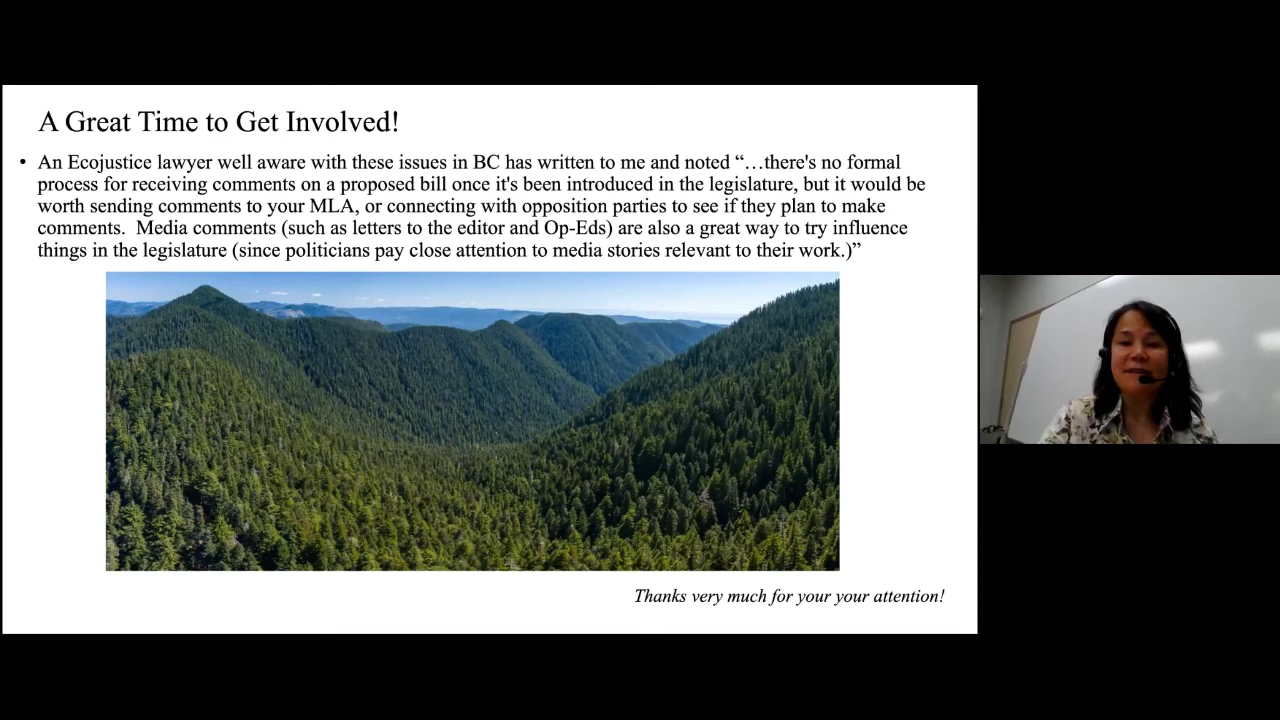 A Great Time to Get Involved!
• An Ecojustice lawyer well aware with these issues in BC has written to me and noted “…there's no formal
process for receiving comments on a proposed bill once it's been introduced in the legislature, but it would be
worth sending comments to your MLA, or connecting with opposition parties to see if they plan to make
comments.  Media comments (such as letters to the editor and Op-Eds) are also a great way to try influence
things in the legislature (since politicians pay close attention to media stories relevant to their work.)”
Thanks very much for your your attention!